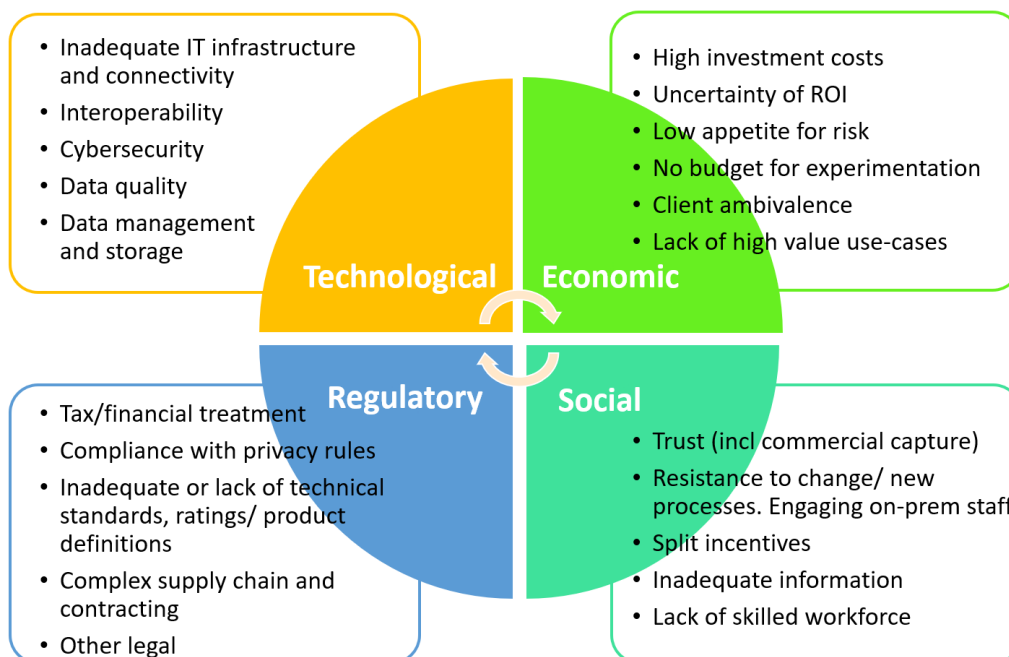 • Inadequate IT infrastructure
and connectivity
• Interoperability
• Cybersecurity
• Data quality
• Data management
and storage
• High investment costs
• Uncertainty of ROI
• Low appetite for risk
• No budget for experimentation
• Client ambivalence
• Lack of high value use-cases
Technological
Economic
Regulatory
Social
• Tax/financial treatment
• Compliance with privacy rules
• Inadequate or lack of technical
standards, ratings/ product
definitions
• Complex supply chain and
contracting
• Other legal
• Trust (incl commercial capture)
• Resistance to change/ new
processes. Engaging on-prem staff
• Split incentives
• Inadequate information
• Lack of skilled workforce